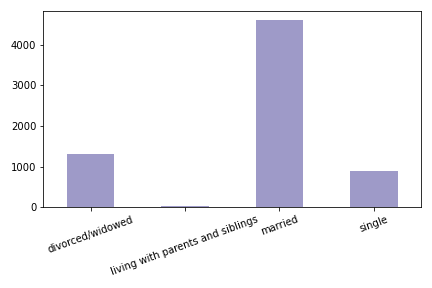 4000
3000
2000
1000
0
divorced/widowed
living with parents and siblings
married
single